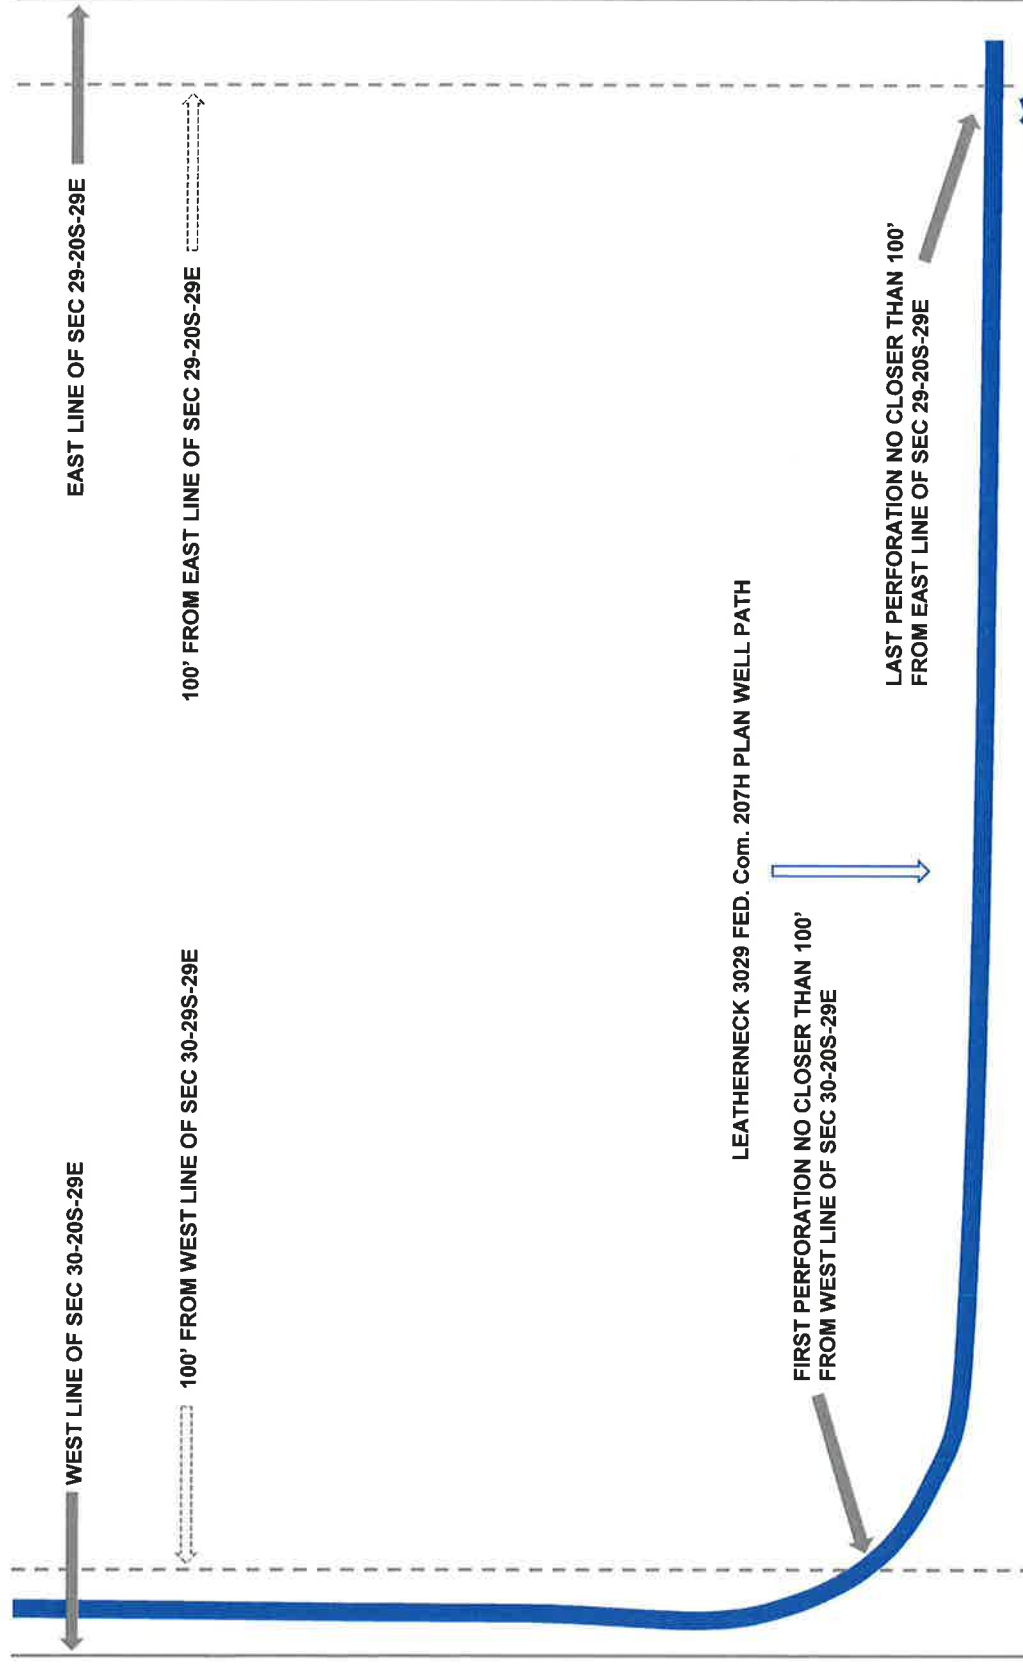 WEST LINE OF SEC 30-20S-29E
EAST LINE OF SEC 29-20S-29E
100' FROM WEST LINE OF SEC 30-29S-29E
100' FROM EAST LINE OF SEC 29-20S-29E
LEATHERNECK 3029 FED. Com. 207H PLAN WELL PATH
FIRST PERFORATION NO CLOSER THAN 100'
FROM WEST LINE OF SEC 30-20S-29E
LAST PERFORATION NO CLOSER THAN 100'
FROM EAST LINE OF SEC 29-20S-29E